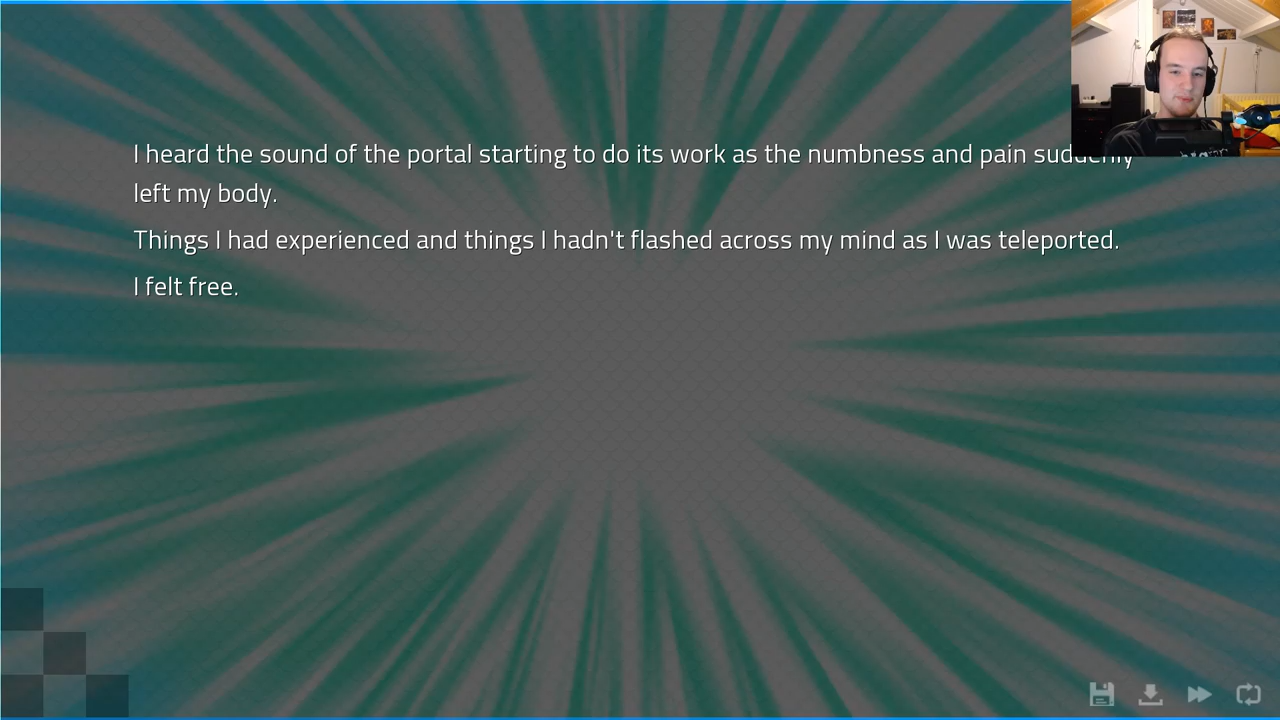 I heard the sound of the portal starting to do its work as the numbness and pain suddenly
left my body.
Things I had experienced and things I hadn't flashed across my mind as I was teleported.
I felt free.